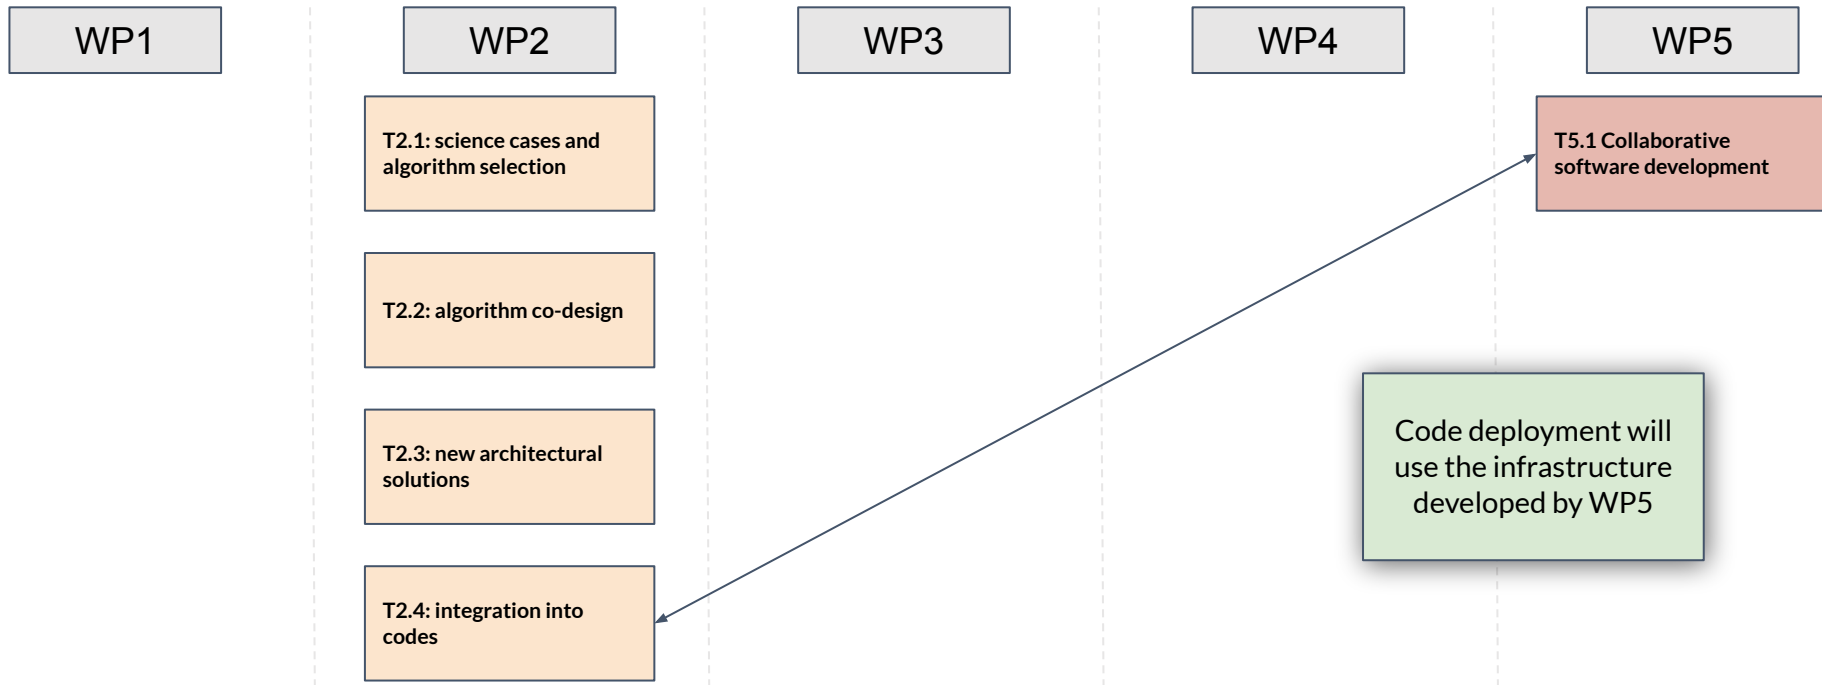 WP1
WP2
WP3
WP4
WP5
T2.1: science cases and
algorithm selection
T5.1 Collaborative
software development
T2.2: algorithm co-design
T2.3: new architectural
solutions
Code deployment will
use the infrastructure
developed by WP5
T2.4: integration into
codes